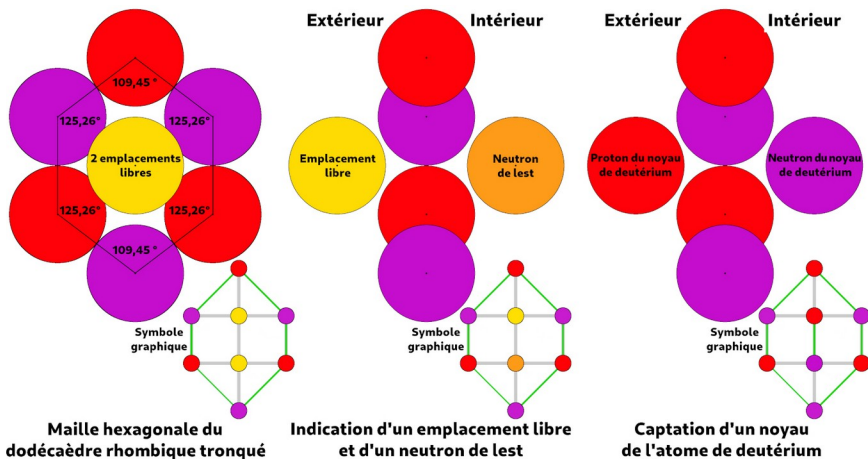 109,45 °
125,26°
125,26°
2 emplacements
libres
125,26°
125,26°
109,45 °
Symbole
graphique
Maille hexagonale du
dodécaèdre rhombique tronqué
Extérieur
Intérieur
Emplacement
libre
Neutron
de lest
Symbole
graphique
Indication d'un emplacement libre
et d'un neutron de lest
Extérieur
Intérieur
Proton du noyau
de deutérium
Neutron du noyau
de deutérium
Symbole
graphique
Captation d'un noyau
de l'atome de deutérium